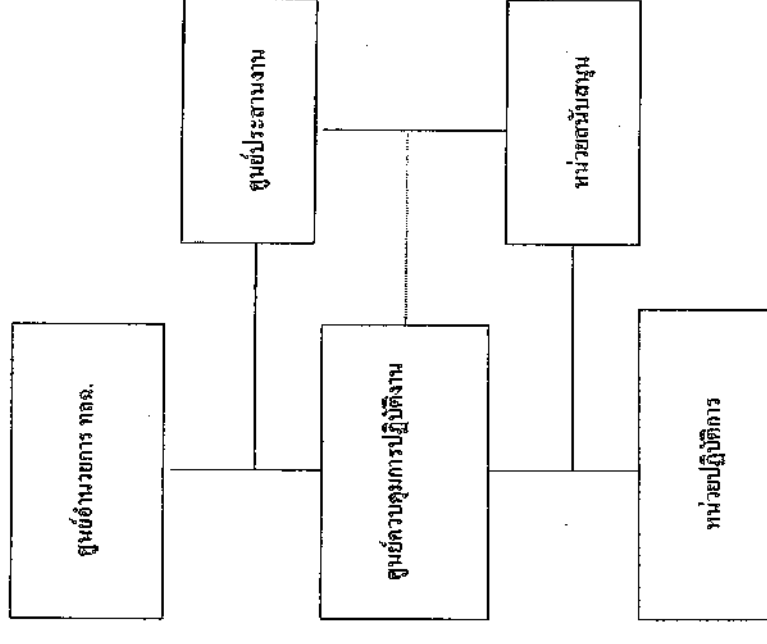 ศูนย์อำนวยการ ทลฉ.
ศูนย์ประสานงาน
ศูนย์ควบคุมการปฏิบัติงาน
หน่วยสนับสนุน
หน่วยปฏิบัติการ